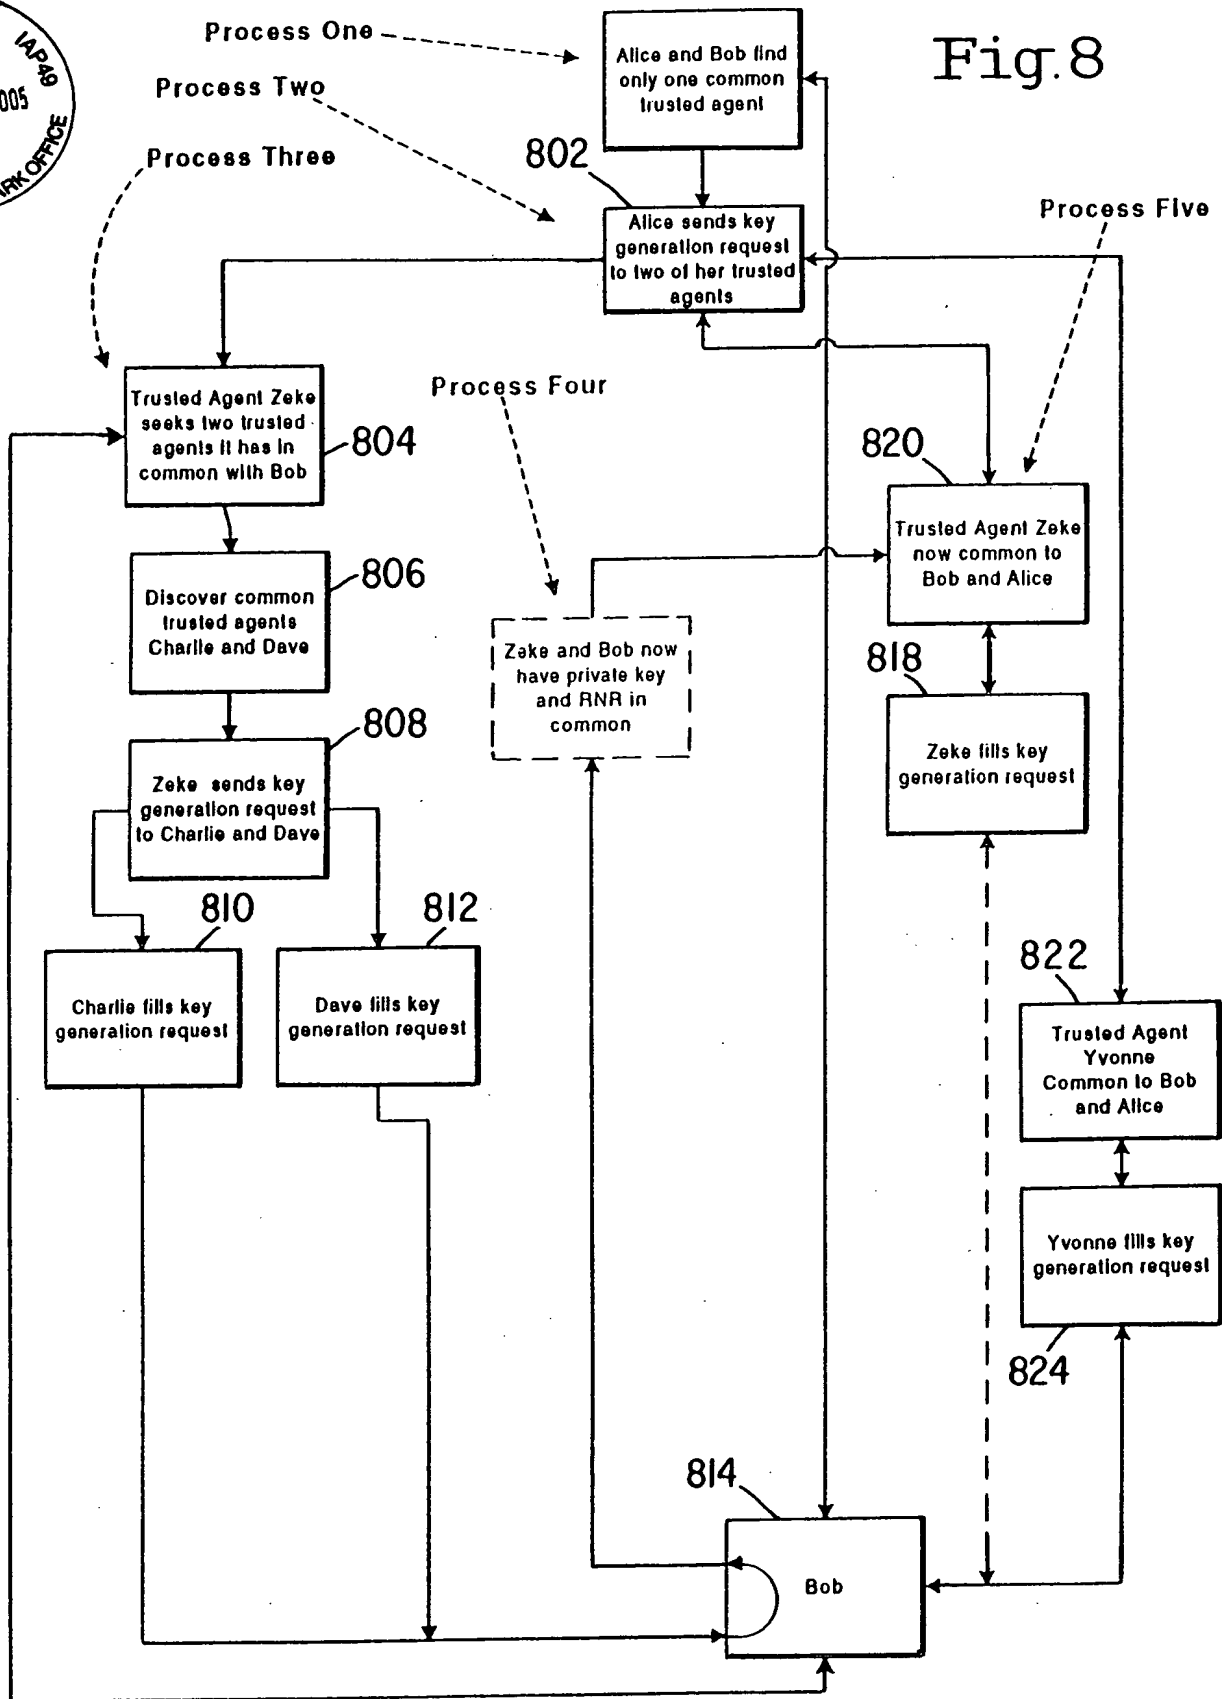 IAP49
005
ARK OFFICE
Fig. 8
Process One
Process Two
Process Three
Alice and Bob find
only one common
trusted agent
802
Alice sends key
generation request
to two of her trusted
agents
Process Five
Trusted Agent Zeke
seeks two trusted
agents it has in
common with Bob
804
Process Four
820
Trusted Agent Zeke
now common to
Bob and Alice
Discover common
trusted agents
Charlie and Dave
806
Zeke and Bob now
have private key
and RNR in
common
818
Zeke fills key
generation request
Zeke sends key
generation request
to Charlie and Dave
808
810
Charlie fills key
generation request
812
Dave fills key
generation request
822
Trusted Agent
Yvonne
Common to Bob
and Alice
Yvonne fills key
generation request
824
814
Bob